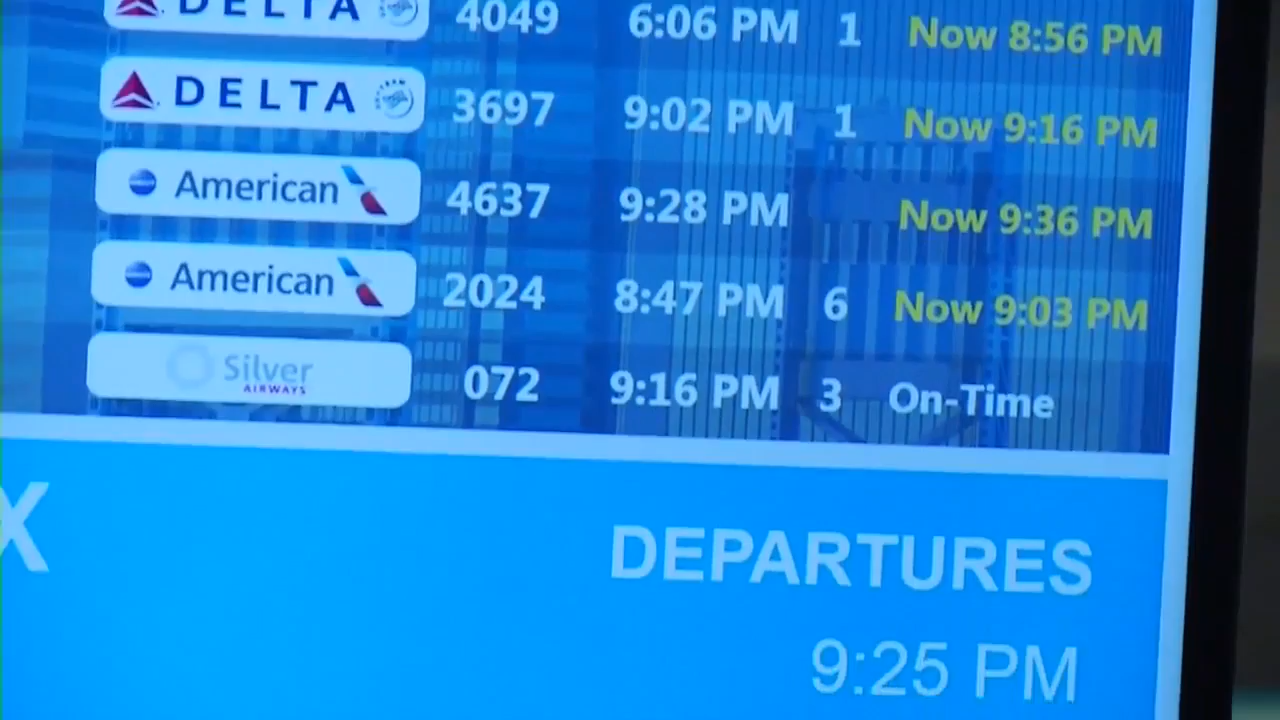 DELTA 4049 6:06 PM 1 Now 8:56 PM
DELTA 3697 9:02 PM 1 Now 9:16 PM
American 4637 9:28 PM Now 9:36 PM
American 2024 8:47 PM 6 Now 9:03 PM
Silver AIRWAYS 072 9:16 PM 3 On-Time
X DEPARTURES
9:25 PM